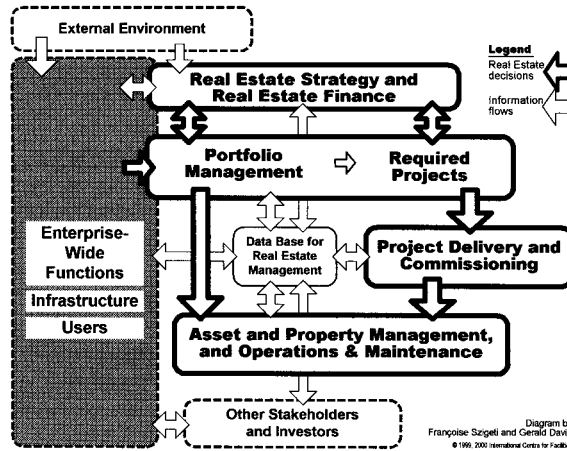 External Environment
Legend
Real Estate
decisions
Information
flows
Real Estate Strategy and
Real Estate Finance
Portfolio
Management
Required
Projects
Enterprise-
Wide
Functions
Infrastructure
Users
Data Base for
Real Estate
Management
Project Delivery and
Commissioning
Asset and Property Management,
and Operations & Maintenance
Other Stakeholders
and Investors
Diagram b
Françoise Szigeti and Gerald Davi
© 1999, 2000 International Centre for Facilit